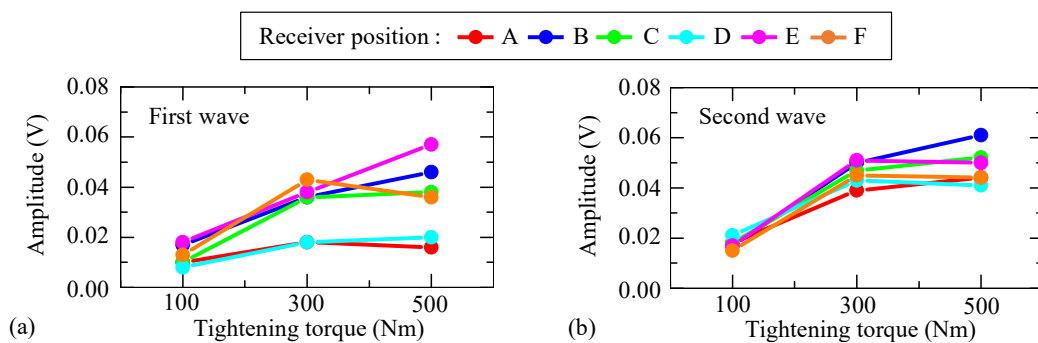 Receiver position : A B C D E F
First wave
Amplitude (V)
0.08
0.06
0.04
0.02
0.00
100 300 500
Tightening torque (Nm)
(a)
Second wave
Amplitude (V)
0.08
0.06
0.04
0.02
0.00
100 300 500
Tightening torque (Nm)
(b)